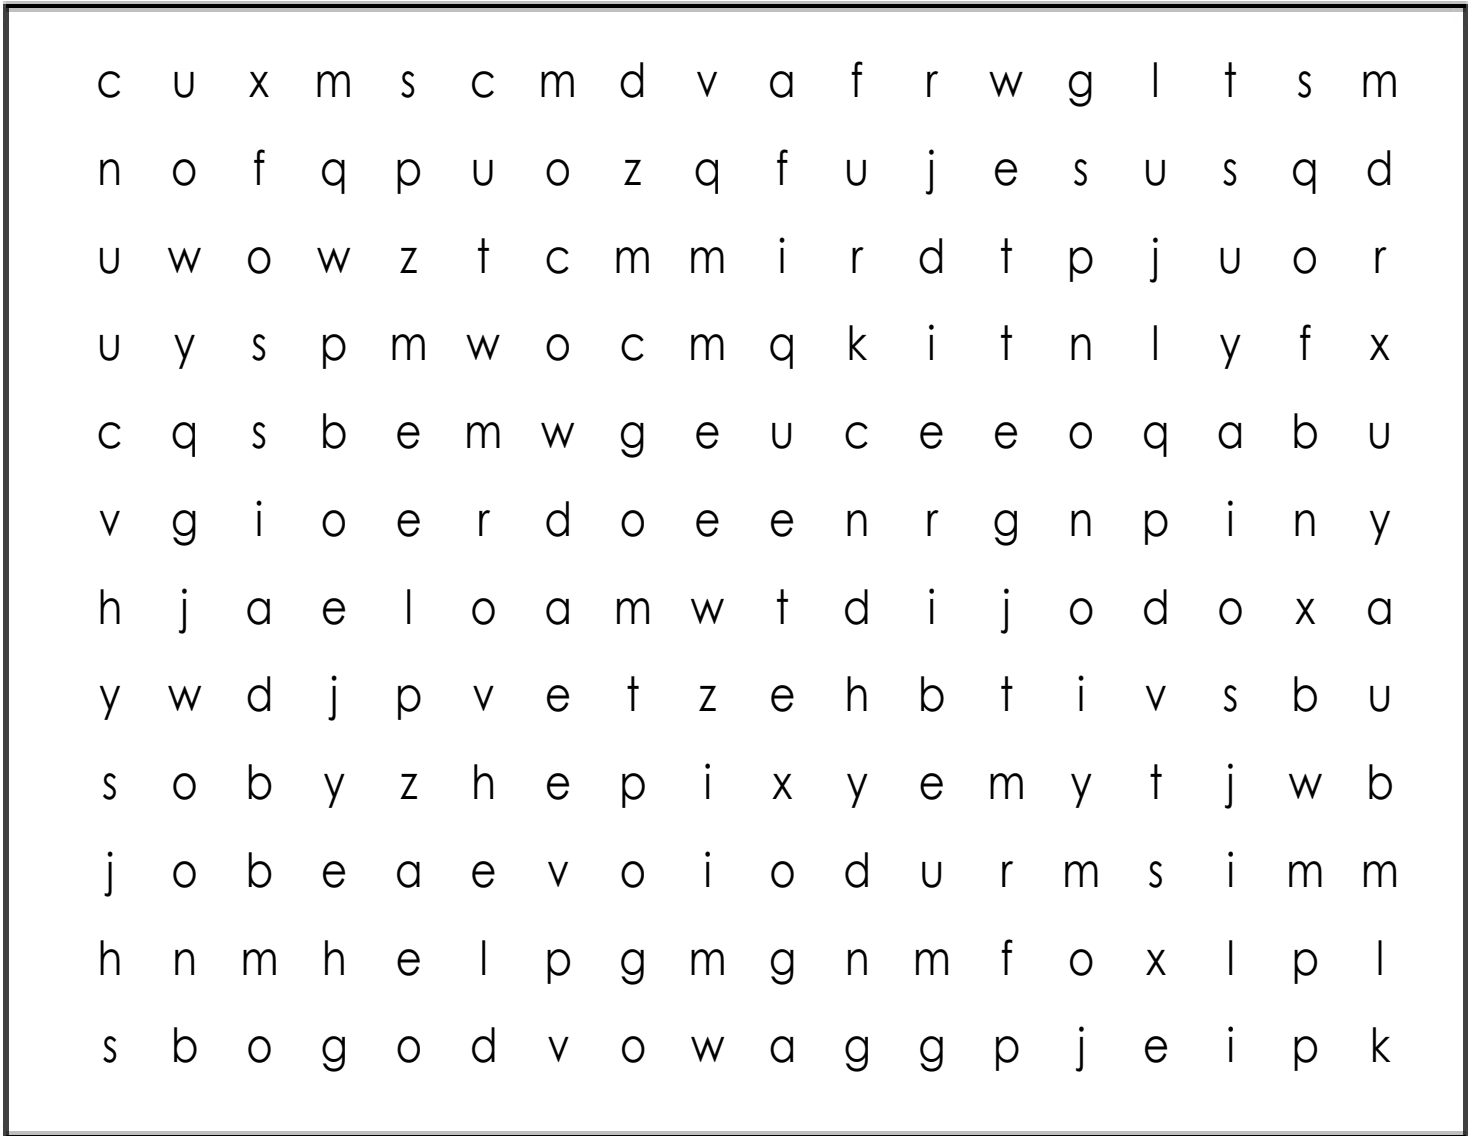 c u x m s c m d v a f r w g l t s m
n o f q p u o z q f u j e s u s q d
u w o w z t c m m i r d t p j u o r
u y s p m w o c m q k i t n l y f x
c q s b e m w g e u c e e o q a b u
v g i o e r d o e e n r g n p i n y
h j a e l o a m w t d i j o d o x a
y w d j p v e t z e h b t i v s b u
s o b y z h e p i x y e m y t j w b
j o b e a e v o i o d u r m s i m m
h n m h e l p g m g n m f o x l p l
s b o g o d v o w a g g p j e i p k